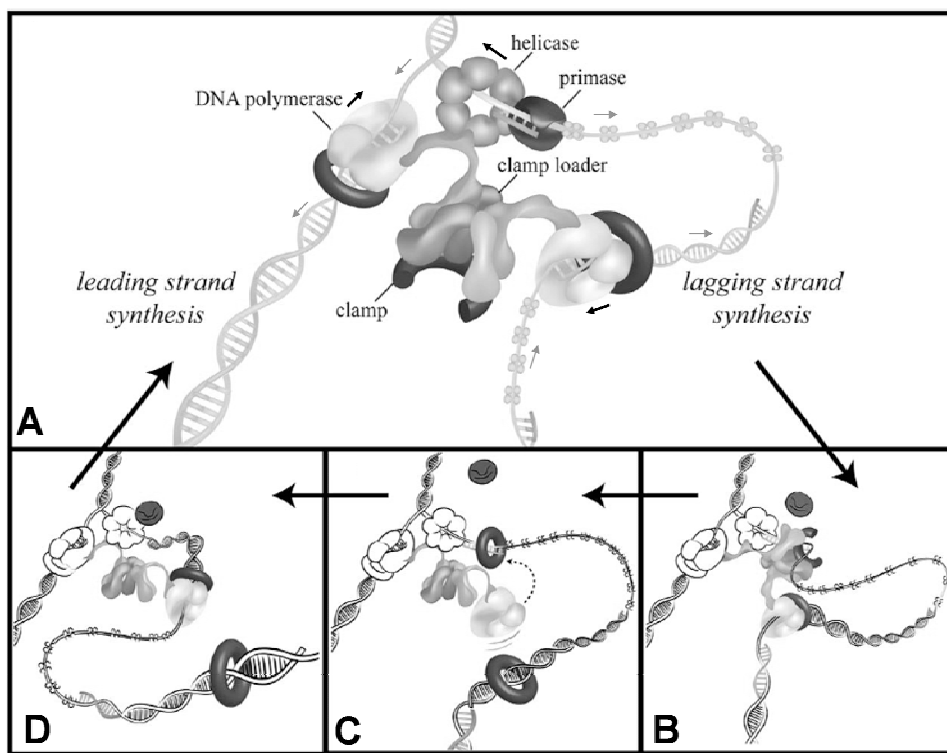 helicase
primase
DNA polymerase
clamp loader
leading strand
synthesis
clamp
lagging strand
synthesis
A
D
C
B